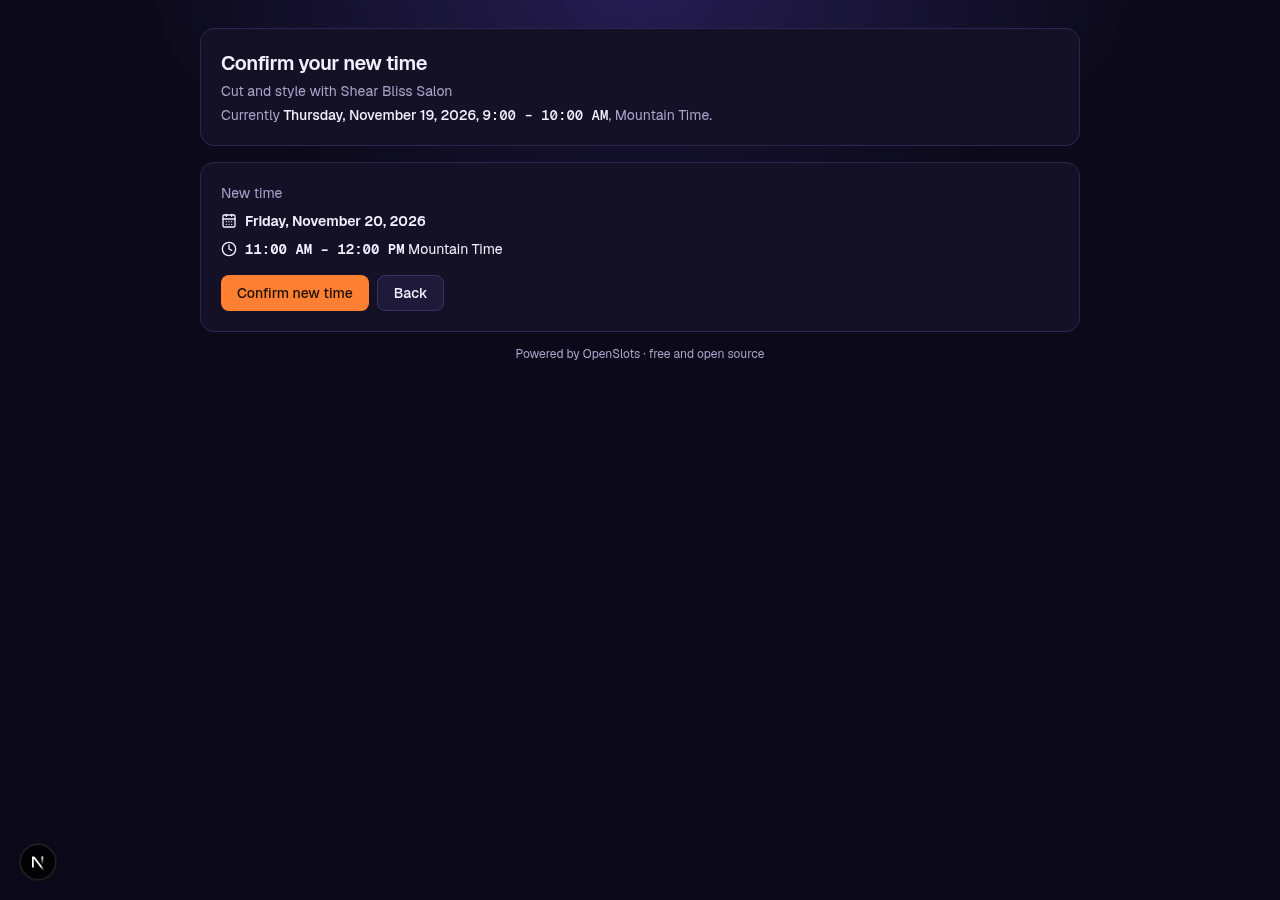 Confirm your new time
Cut and style with Shear Bliss Salon
Currently Thursday, November 19, 2026, 9:00 – 10:00 AM, Mountain Time.
New time
Friday, November 20, 2026
11:00 AM – 12:00 PM Mountain Time
Confirm new time
Back
Powered by OpenSlots · free and open source
N